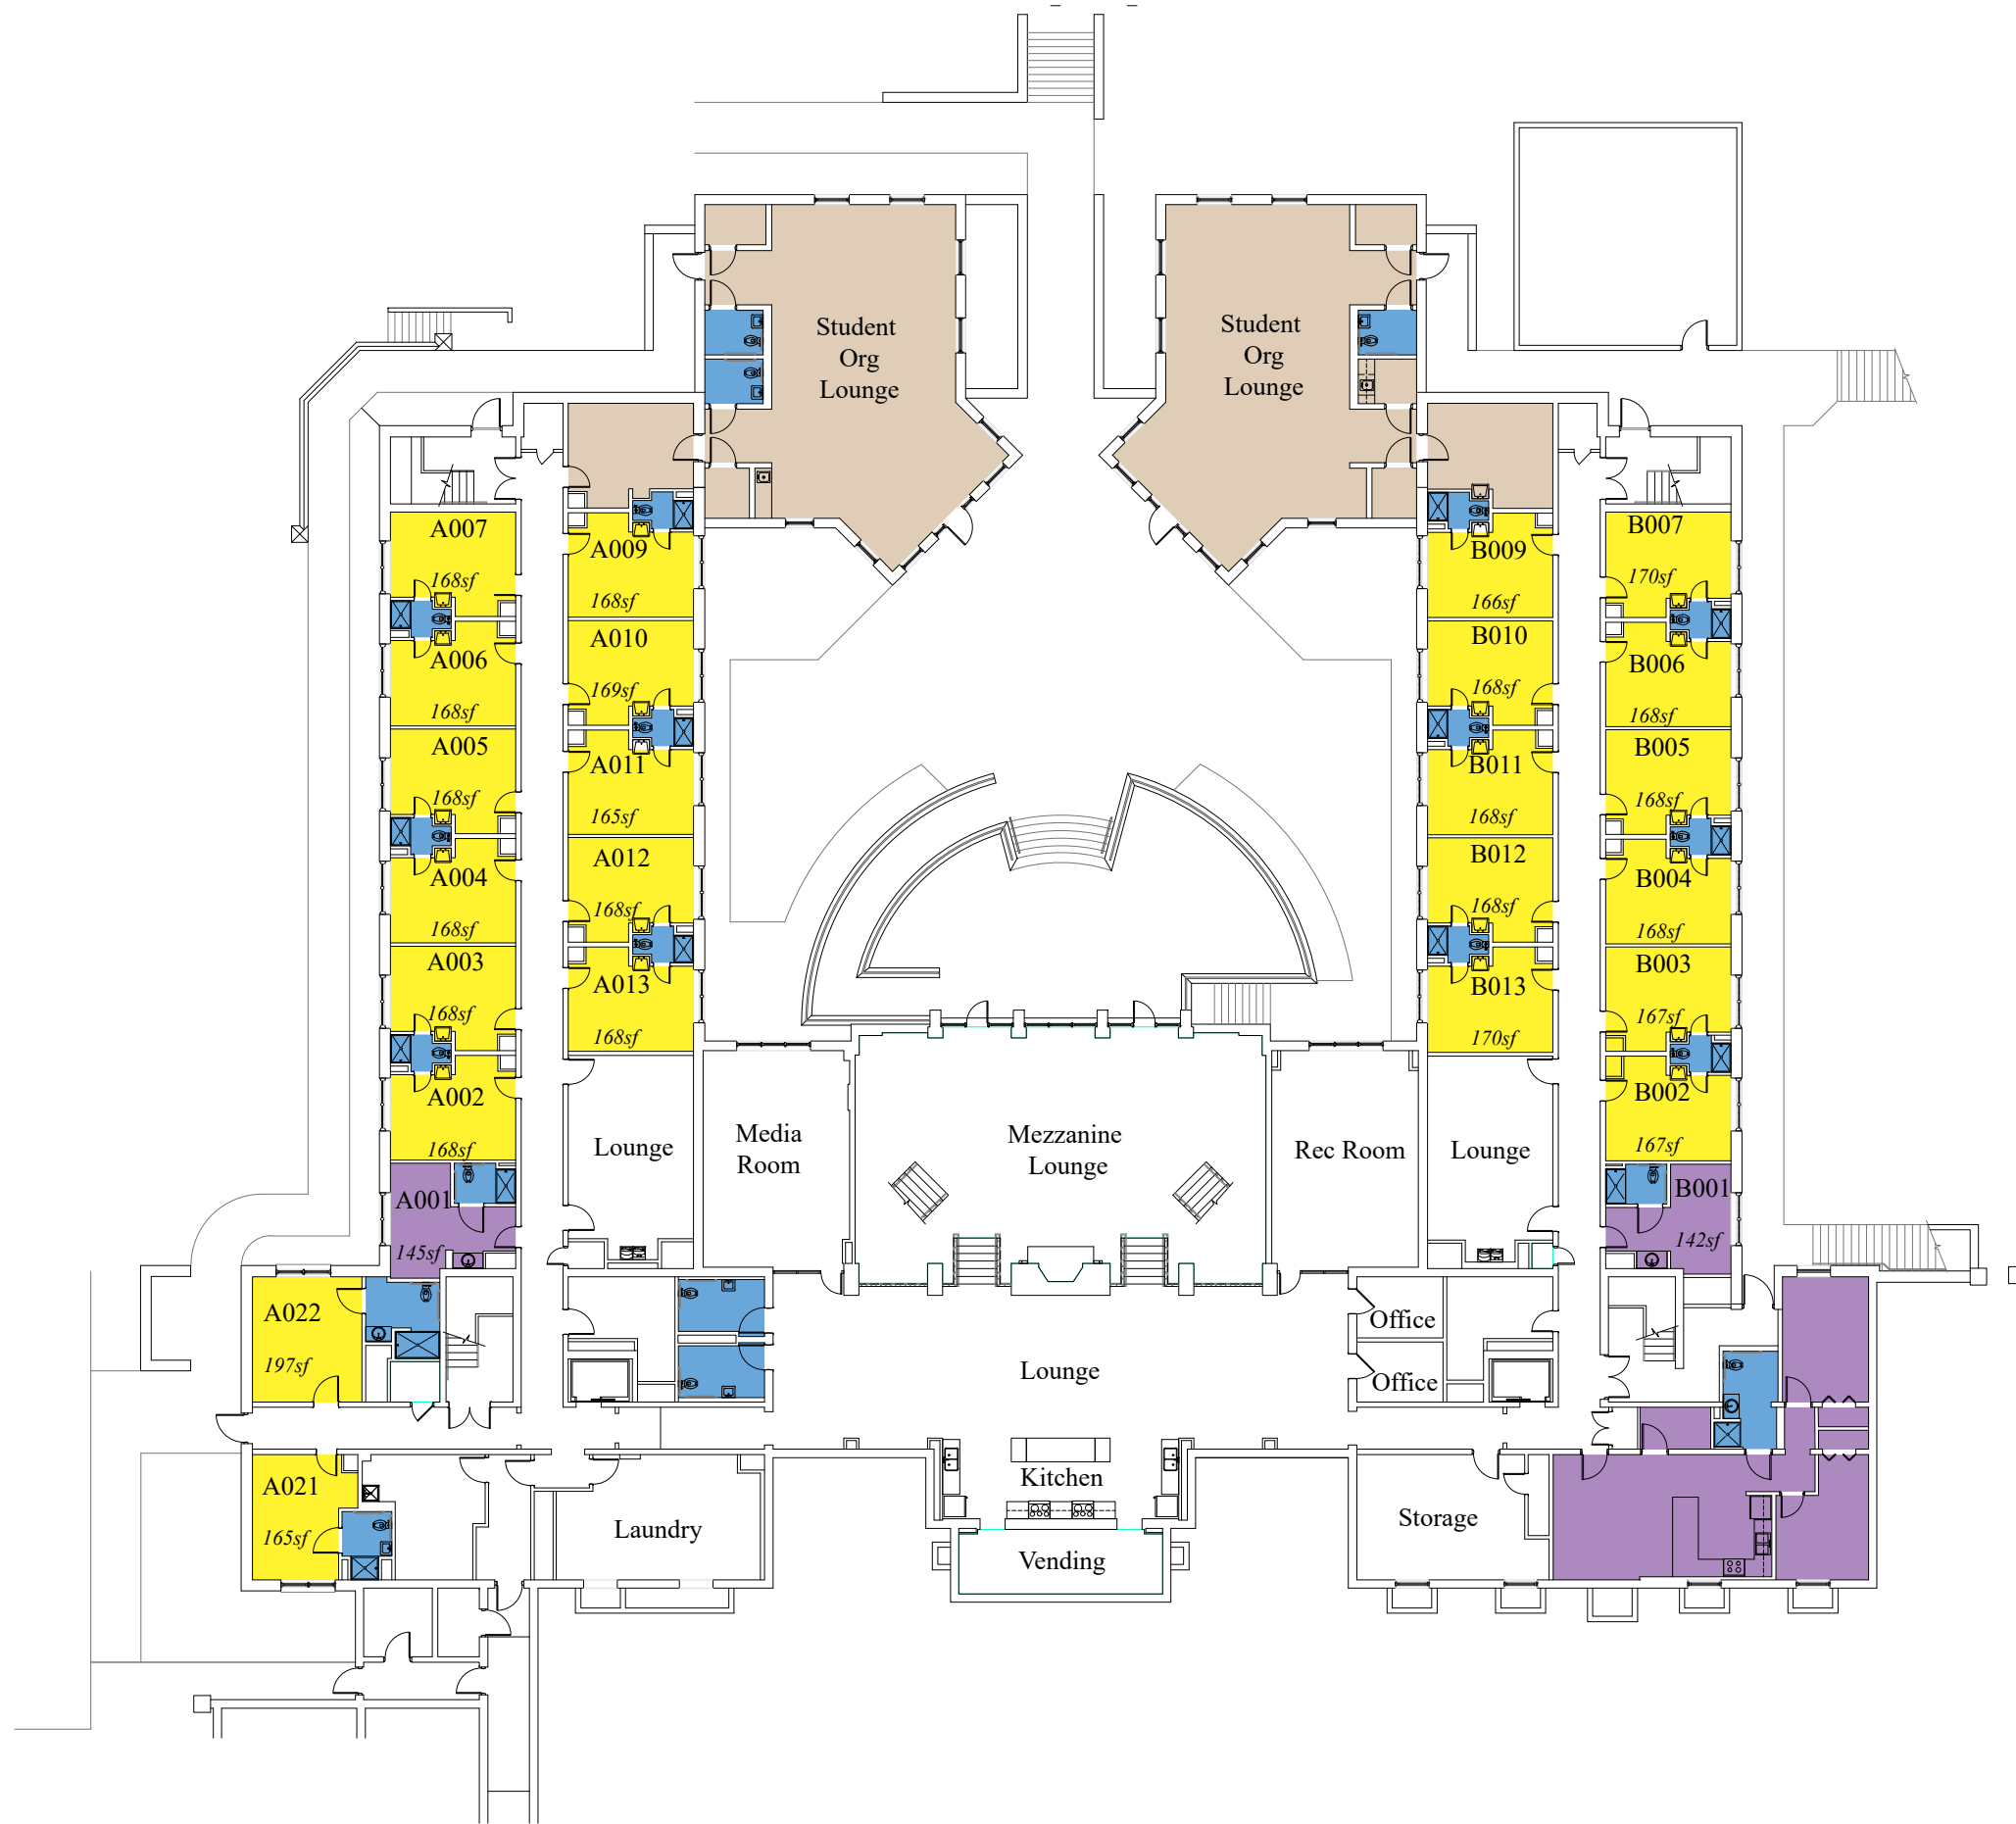 Student
Org
Lounge
Student
Org
Lounge
A007
168sf
A006
168sf
A005
168sf
A004
168sf
A003
168sf
A002
168sf
A001
145sf
A009
168sf
A010
169sf
A011
165sf
A012
168sf
A013
168sf
Lounge
Media
Room
Mezzanine
Lounge
Rec Room
Lounge
B009
166sf
B010
168sf
B011
168sf
B012
168sf
B013
170sf
B007
170sf
B006
168sf
B005
168sf
B004
168sf
B003
167sf
B002
167sf
B001
142sf
A022
197sf
A021
165sf
Lounge
Office
Office
Kitchen
Vending
Laundry
Storage